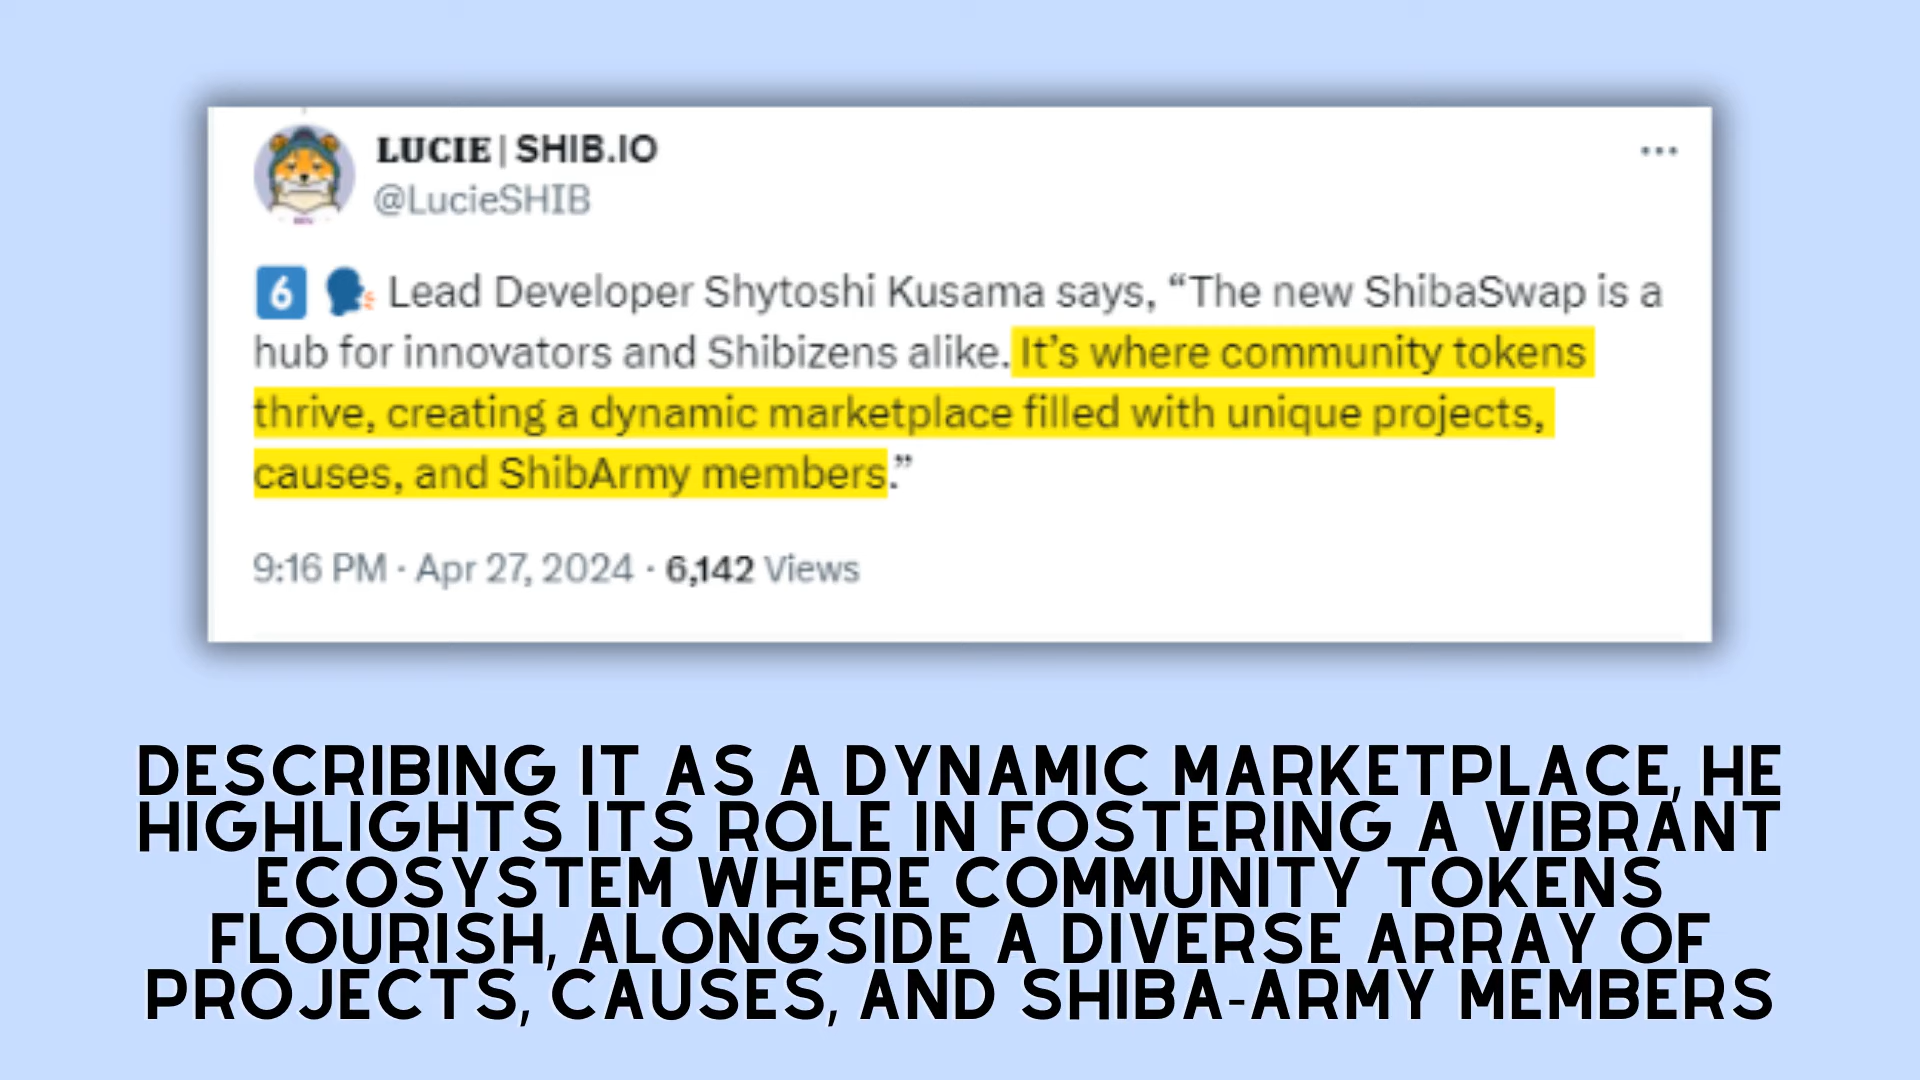 LUCIE | SHIB.IO
@LucieSHIB
6 Lead Developer Shytoshi Kusama says, “The new ShibaSwap is a
hub for innovators and Shibizens alike. It’s where community tokens
thrive, creating a dynamic marketplace filled with unique projects,
causes, and ShibArmy members.”
9:16 PM · Apr 27, 2024 · 6,142 Views
DESCRIBING IT AS A DYNAMIC MARKETPLACE, HE
HIGHLIGHTS ITS ROLE IN FOSTERING A VIBRANT
ECOSYSTEM WHERE COMMUNITY TOKENS
FLOURISH, ALONGSIDE A DIVERSE ARRAY OF
PROJECTS, CAUSES, AND SHIBA-ARMY MEMBERS